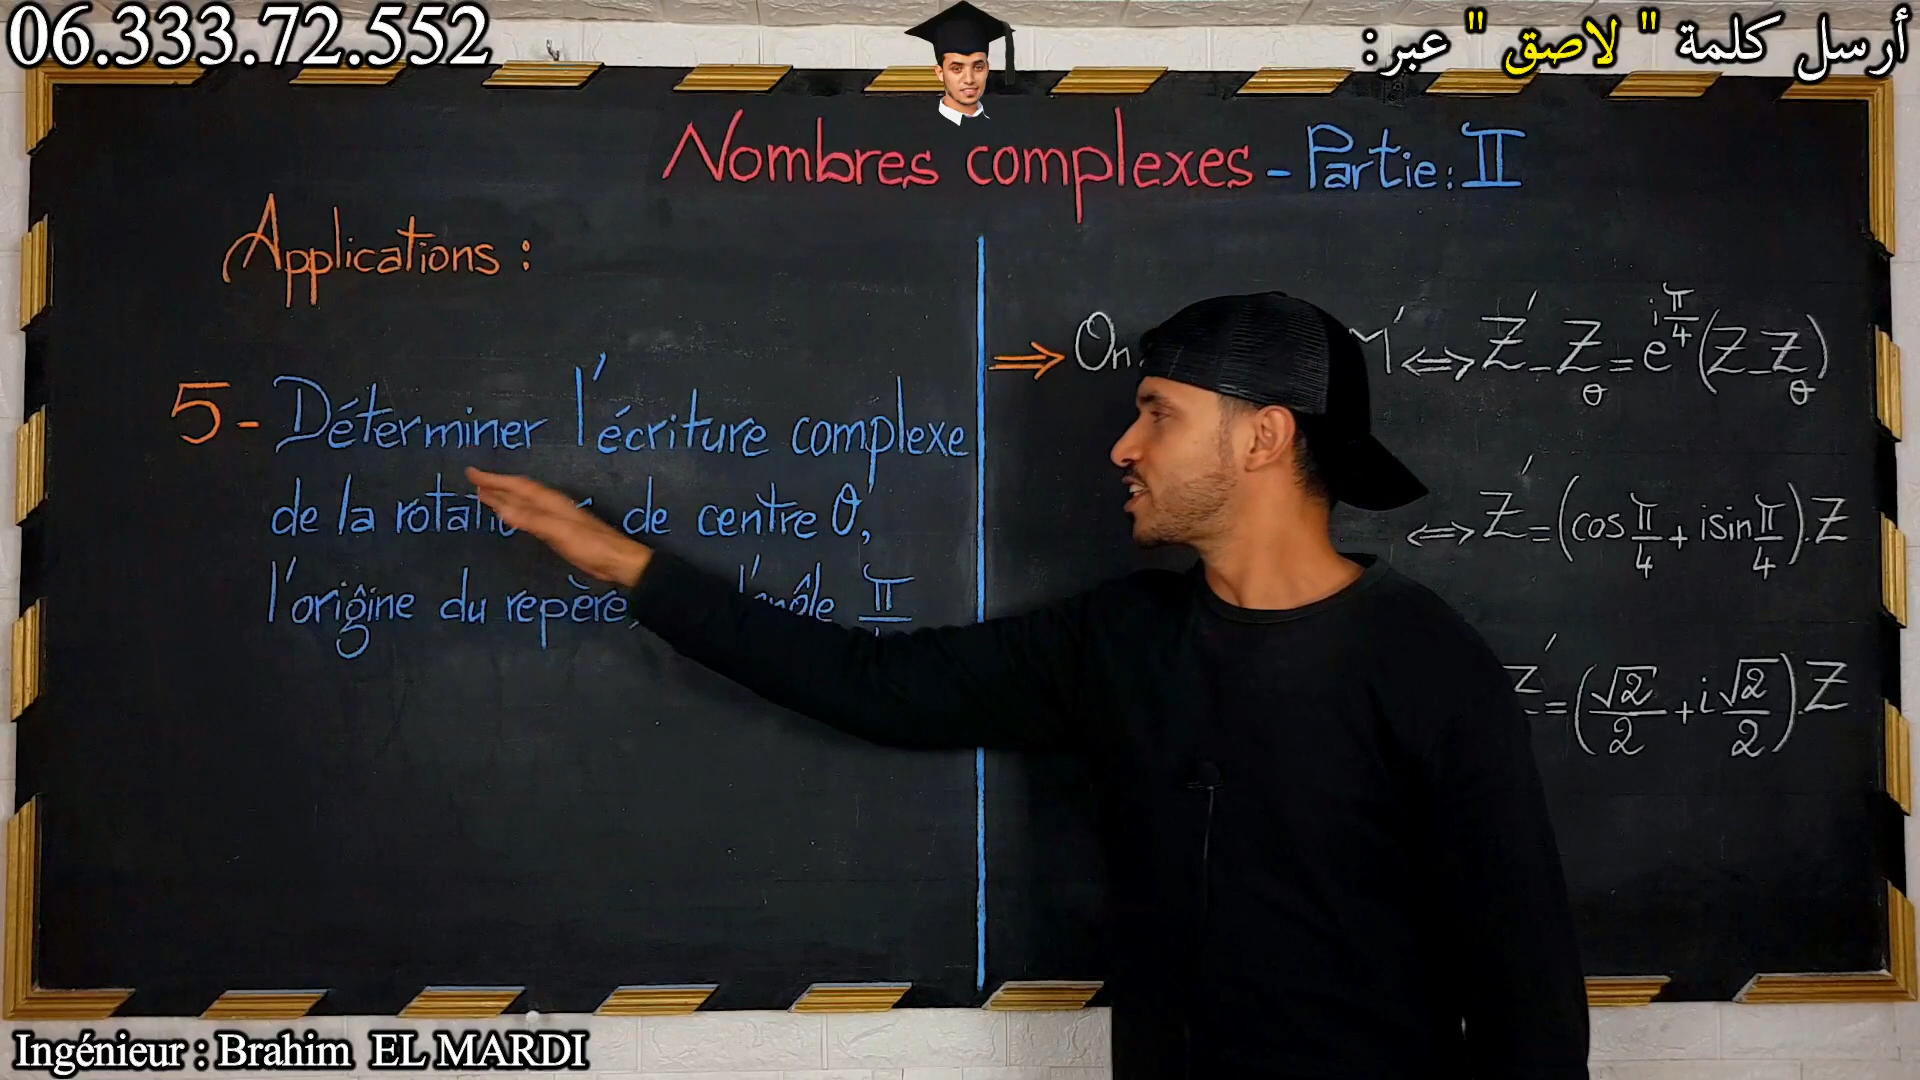 06.333.72.552
أرسل كلمة " لاصق " عبر:
Nombres complexes - Partie: II
Applications :
5- Déterminer l'écriture complexe
de la de centre O,
l'origine du repère, π
⇒ On M' ⇔ Z' - Z_O = e^{iπ/4}(Z - Z_O)
⇔ Z' = (cos π/4 + i sin π/4).Z
Z' = (√2/2 + i √2/2).Z
Ingénieur : Brahim EL MARDI